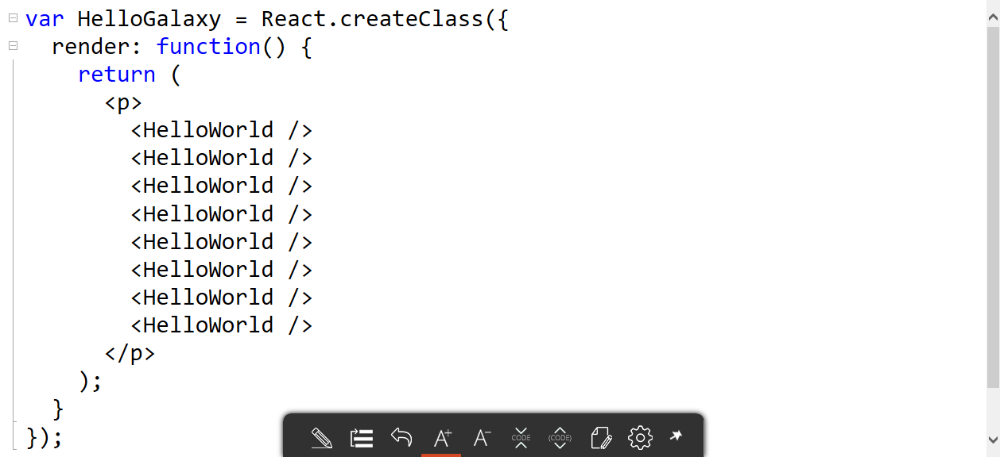 var HelloGalaxy = React.createClass({
  render: function() {
    return (
      <p>
        <HelloWorld />
        <HelloWorld />
        <HelloWorld />
        <HelloWorld />
        <HelloWorld />
        <HelloWorld />
        <HelloWorld />
        <HelloWorld />
      </p>
    );
  }
});
A+ A- CODE {CODE}